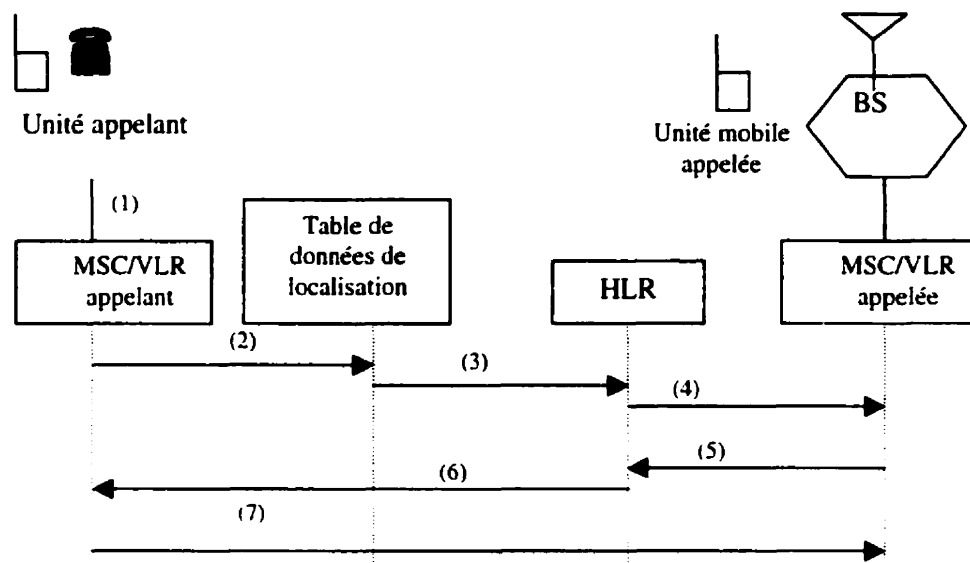 Unité appelant
BS
Unité mobile
appelée
(1)
MSC/VLR
appelant
Table de
données de
localisation
HLR
MSC/VLR
appelée
(2)
(3)
(4)
(5)
(6)
(7)